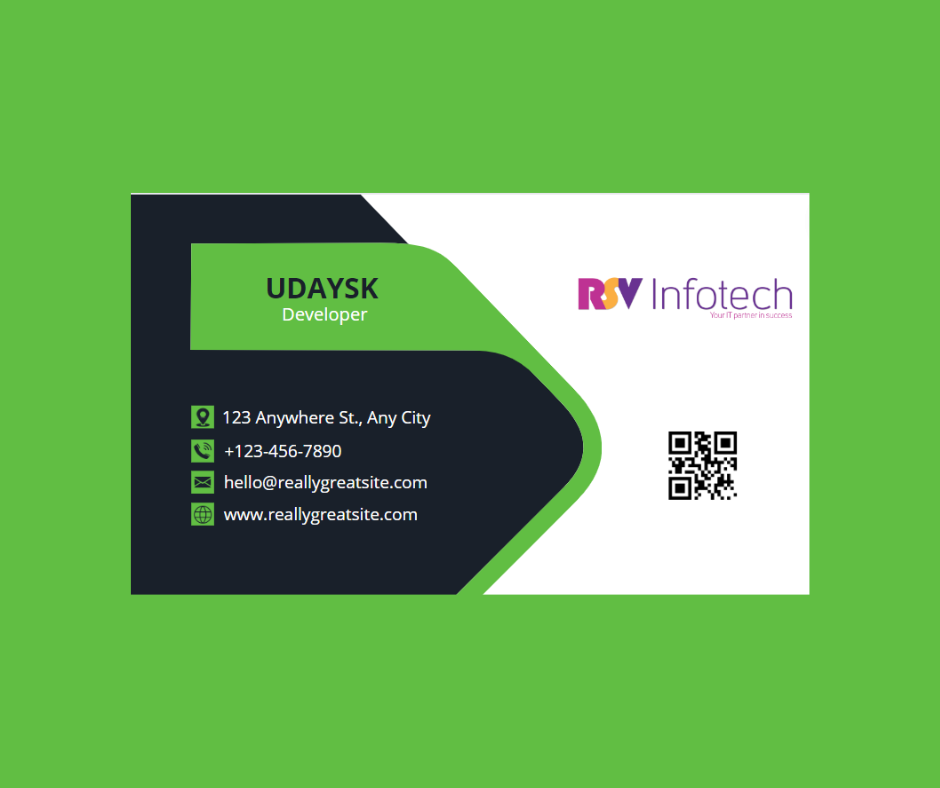 UDAYSK
Developer
RSV Infotech
Your IT partner in success
123 Anywhere St., Any City
+123-456-7890
hello@reallygreatsite.com
www.reallygreatsite.com